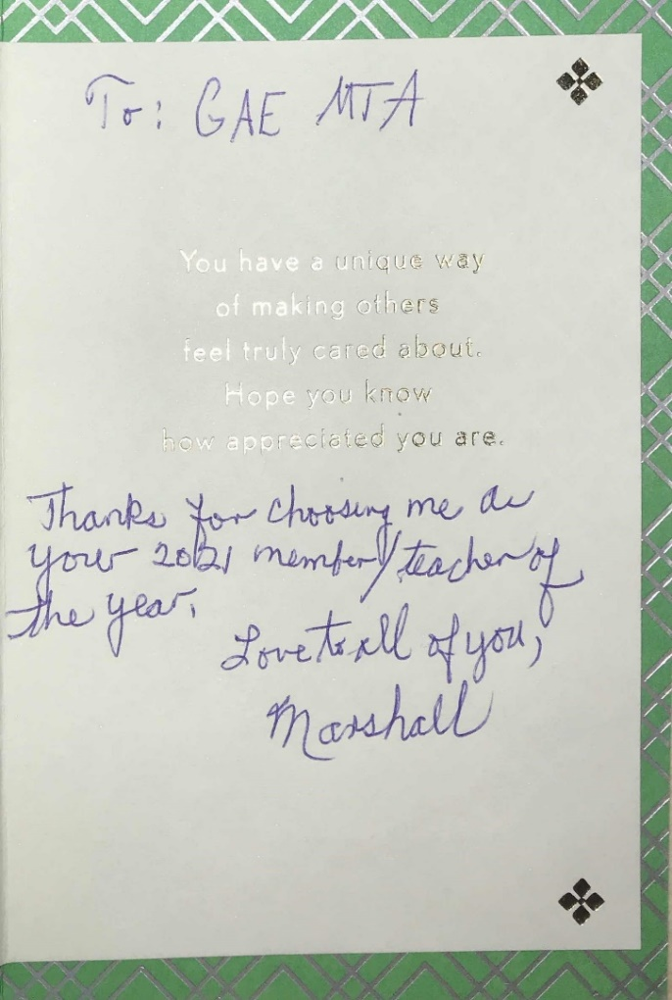 To: GAE MTA
You have a unique way
of making others
feel truly cared about.
Hope you know
how appreciated you are.
Thanks for choosing me as
your 2021 member/teacher of
the year.
Love to all of you,
Marshall